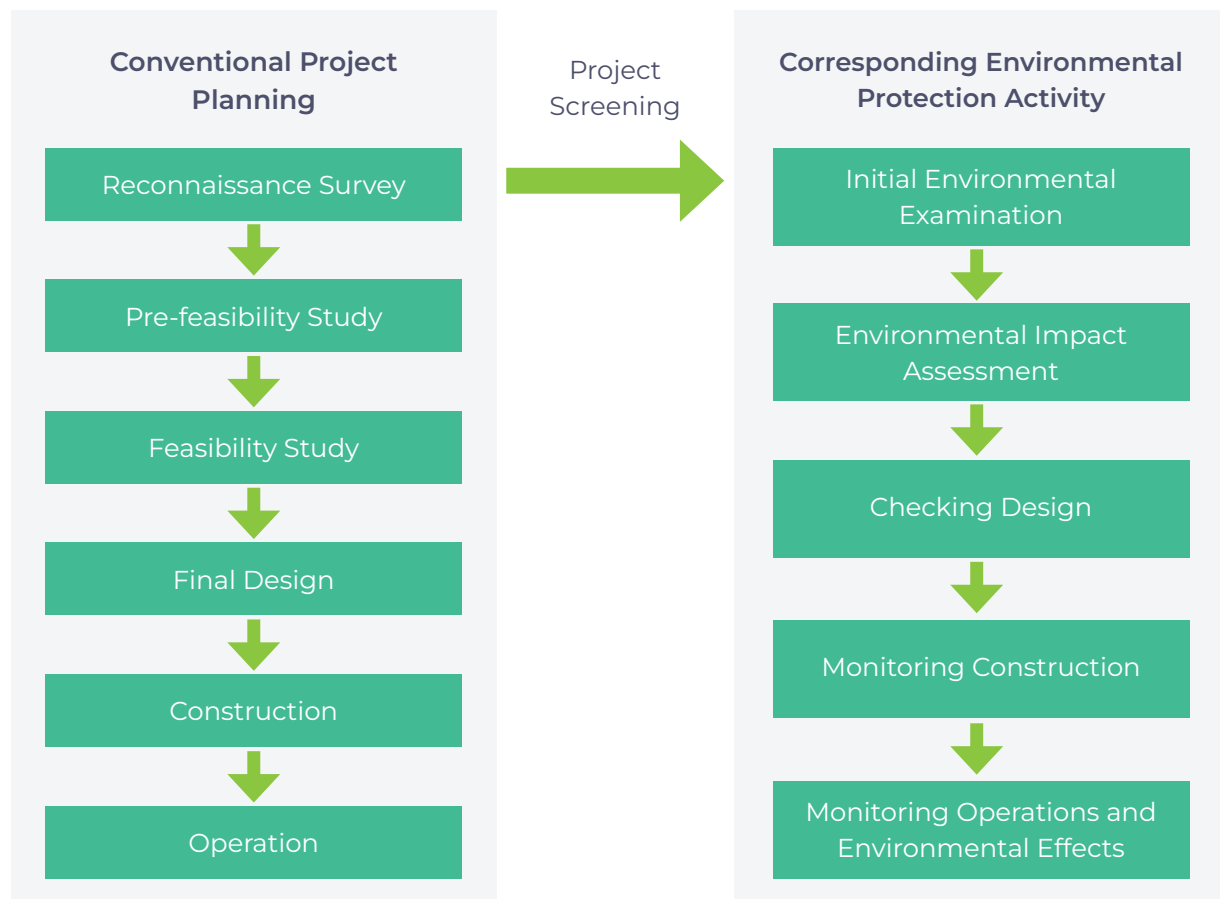 Conventional Project
Planning
Reconnaissance Survey
Pre-feasibility Study
Feasibility Study
Final Design
Construction
Operation
Project
Screening
Corresponding Environmental
Protection Activity
Initial Environmental
Examination
Environmental Impact
Assessment
Checking Design
Monitoring Construction
Monitoring Operations and
Environmental Effects